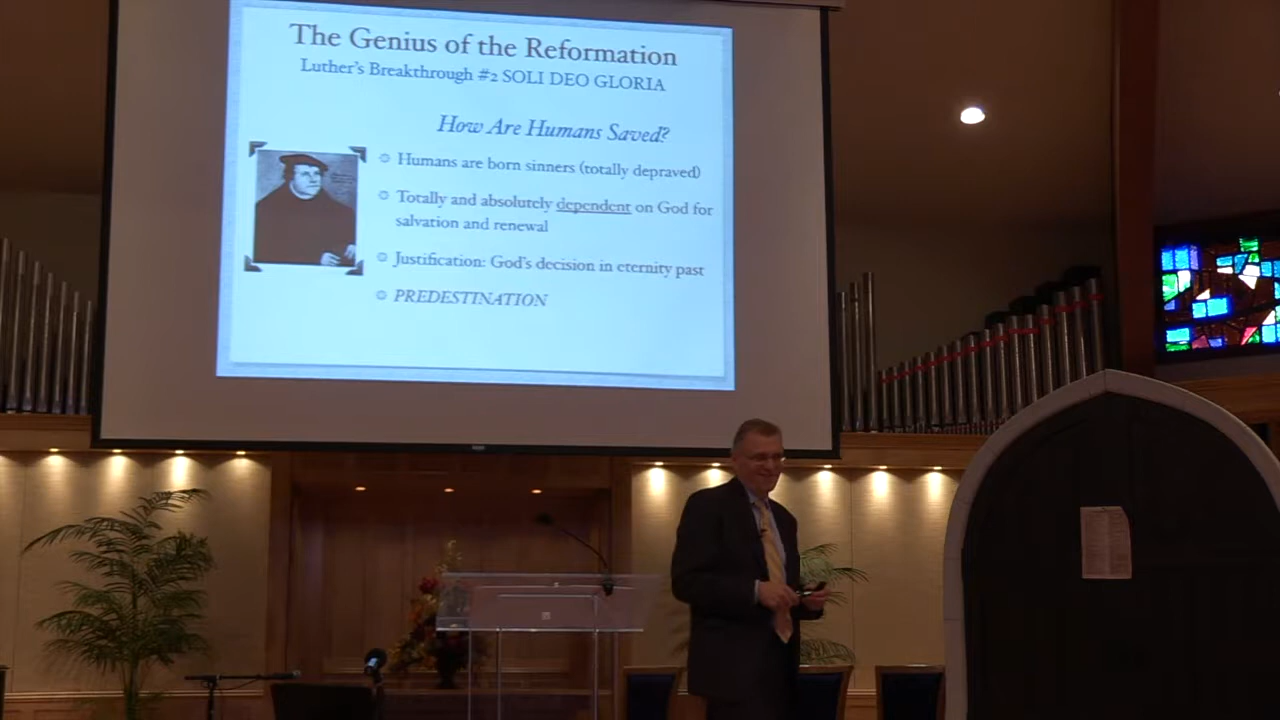 The Genius of the Reformation
Luther's Breakthrough #2 SOLI DEO GLORIA
How Are Humans Saved?
Humans are born sinners (totally depraved)
Totally and absolutely dependent on God for
salvation and renewal
Justification: God's decision in eternity past
PREDESTINATION